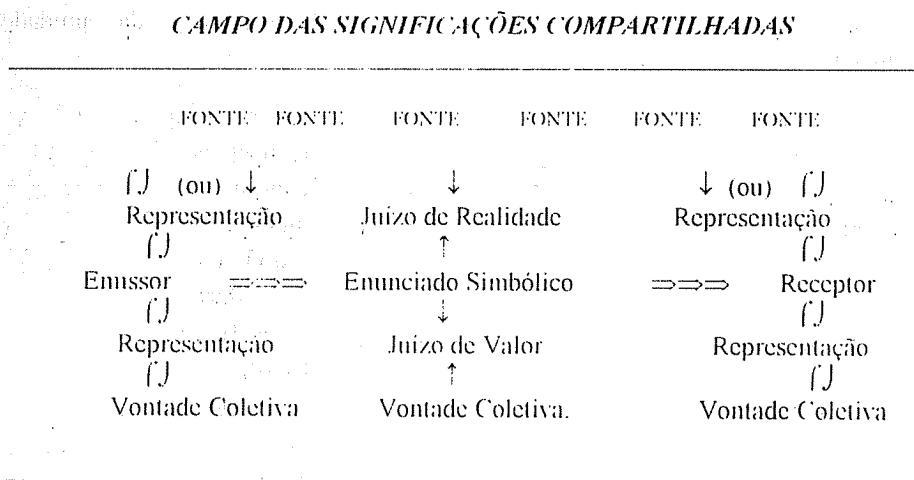 CAMPO DAS SIGNIFICAÇÕES COMPARTILHADAS
FONTE FONTE FONTE FONTE FONTE FONTE
⌠⌡ (ou) ↓ ↓ ↓ (ou) ⌠⌡
Representação Juízo de Realidade Representação
⌠⌡ ↑ ⌠⌡
Emissor ⇒⇒⇒ Enunciado Simbólico ⇒⇒⇒ Receptor
⌠⌡ ↓ ⌠⌡
Representação Juízo de Valor Representação
⌠⌡ ↑ ⌠⌡
Vontade Coletiva Vontade Coletiva. Vontade Coletiva